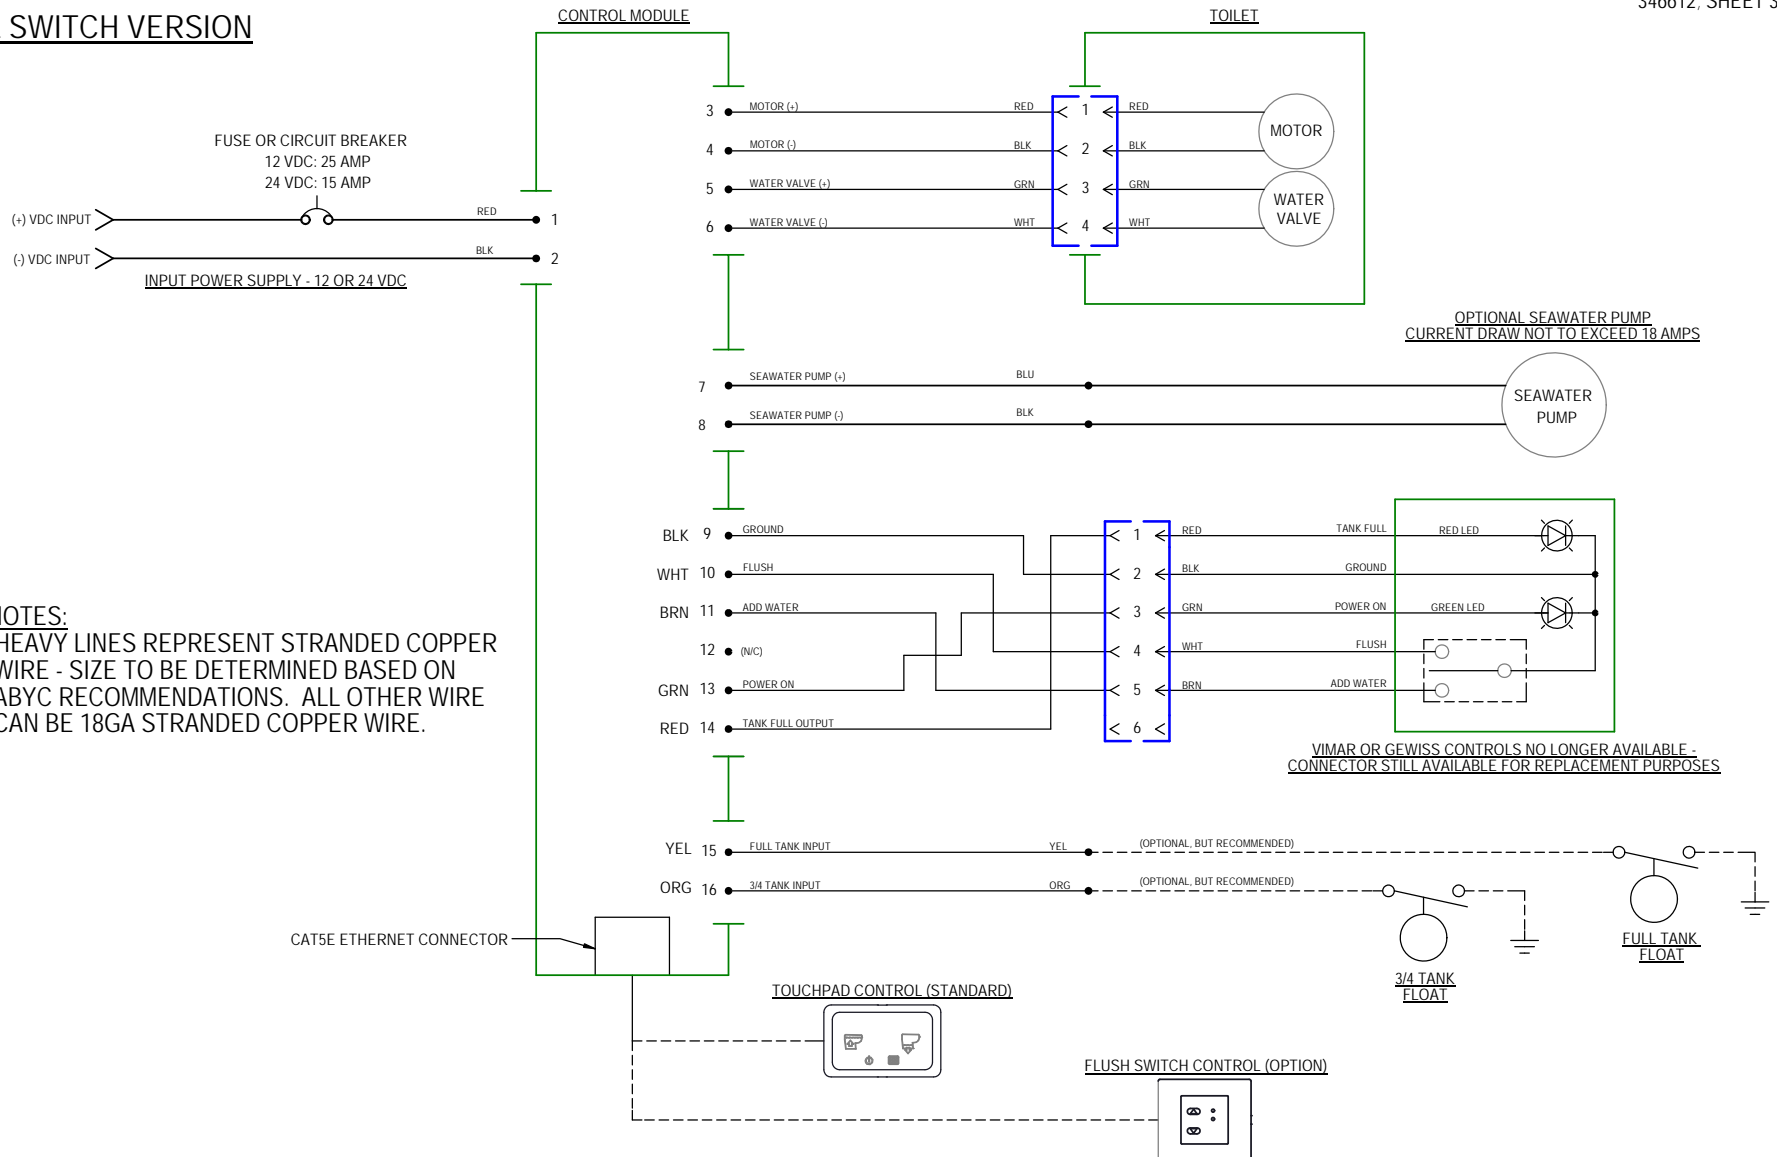 SWITCH VERSION
CONTROL MODULE
TOILET
346612, SHEET 3
FUSE OR CIRCUIT BREAKER
12 VDC: 25 AMP
24 VDC: 15 AMP
(+) VDC INPUT
RED
1
(-) VDC INPUT
BLK
2
INPUT POWER SUPPLY - 12 OR 24 VDC
3 MOTOR (+) RED 1 RED
4 MOTOR (-) BLK 2 BLK
MOTOR
5 WATER VALVE (+) GRN 3 GRN
6 WATER VALVE (-) WHT 4 WHT
WATER
VALVE
OPTIONAL SEAWATER PUMP
CURRENT DRAW NOT TO EXCEED 18 AMPS
7 SEAWATER PUMP (+) BLU
8 SEAWATER PUMP (-) BLK
SEAWATER
PUMP
BLK 9 GROUND 1 RED TANK FULL RED LED
WHT 10 FLUSH 2 BLK GROUND
BRN 11 ADD WATER 3 GRN POWER ON GREEN LED
12 (N/C) 4 WHT FLUSH
GRN 13 POWER ON 5 BRN ADD WATER
RED 14 TANK FULL OUTPUT 6
VIMAR OR GEWISS CONTROLS NO LONGER AVAILABLE -
CONNECTOR STILL AVAILABLE FOR REPLACEMENT PURPOSES
NOTES:
HEAVY LINES REPRESENT STRANDED COPPER
WIRE - SIZE TO BE DETERMINED BASED ON
ABYC RECOMMENDATIONS. ALL OTHER WIRE
CAN BE 18GA STRANDED COPPER WIRE.
YEL 15 FULL TANK INPUT YEL (OPTIONAL, BUT RECOMMENDED)
ORG 16 3/4 TANK INPUT ORG (OPTIONAL, BUT RECOMMENDED)
FULL TANK
FLOAT
3/4 TANK
FLOAT
CAT5E ETHERNET CONNECTOR
TOUCHPAD CONTROL (STANDARD)
FLUSH SWITCH CONTROL (OPTION)